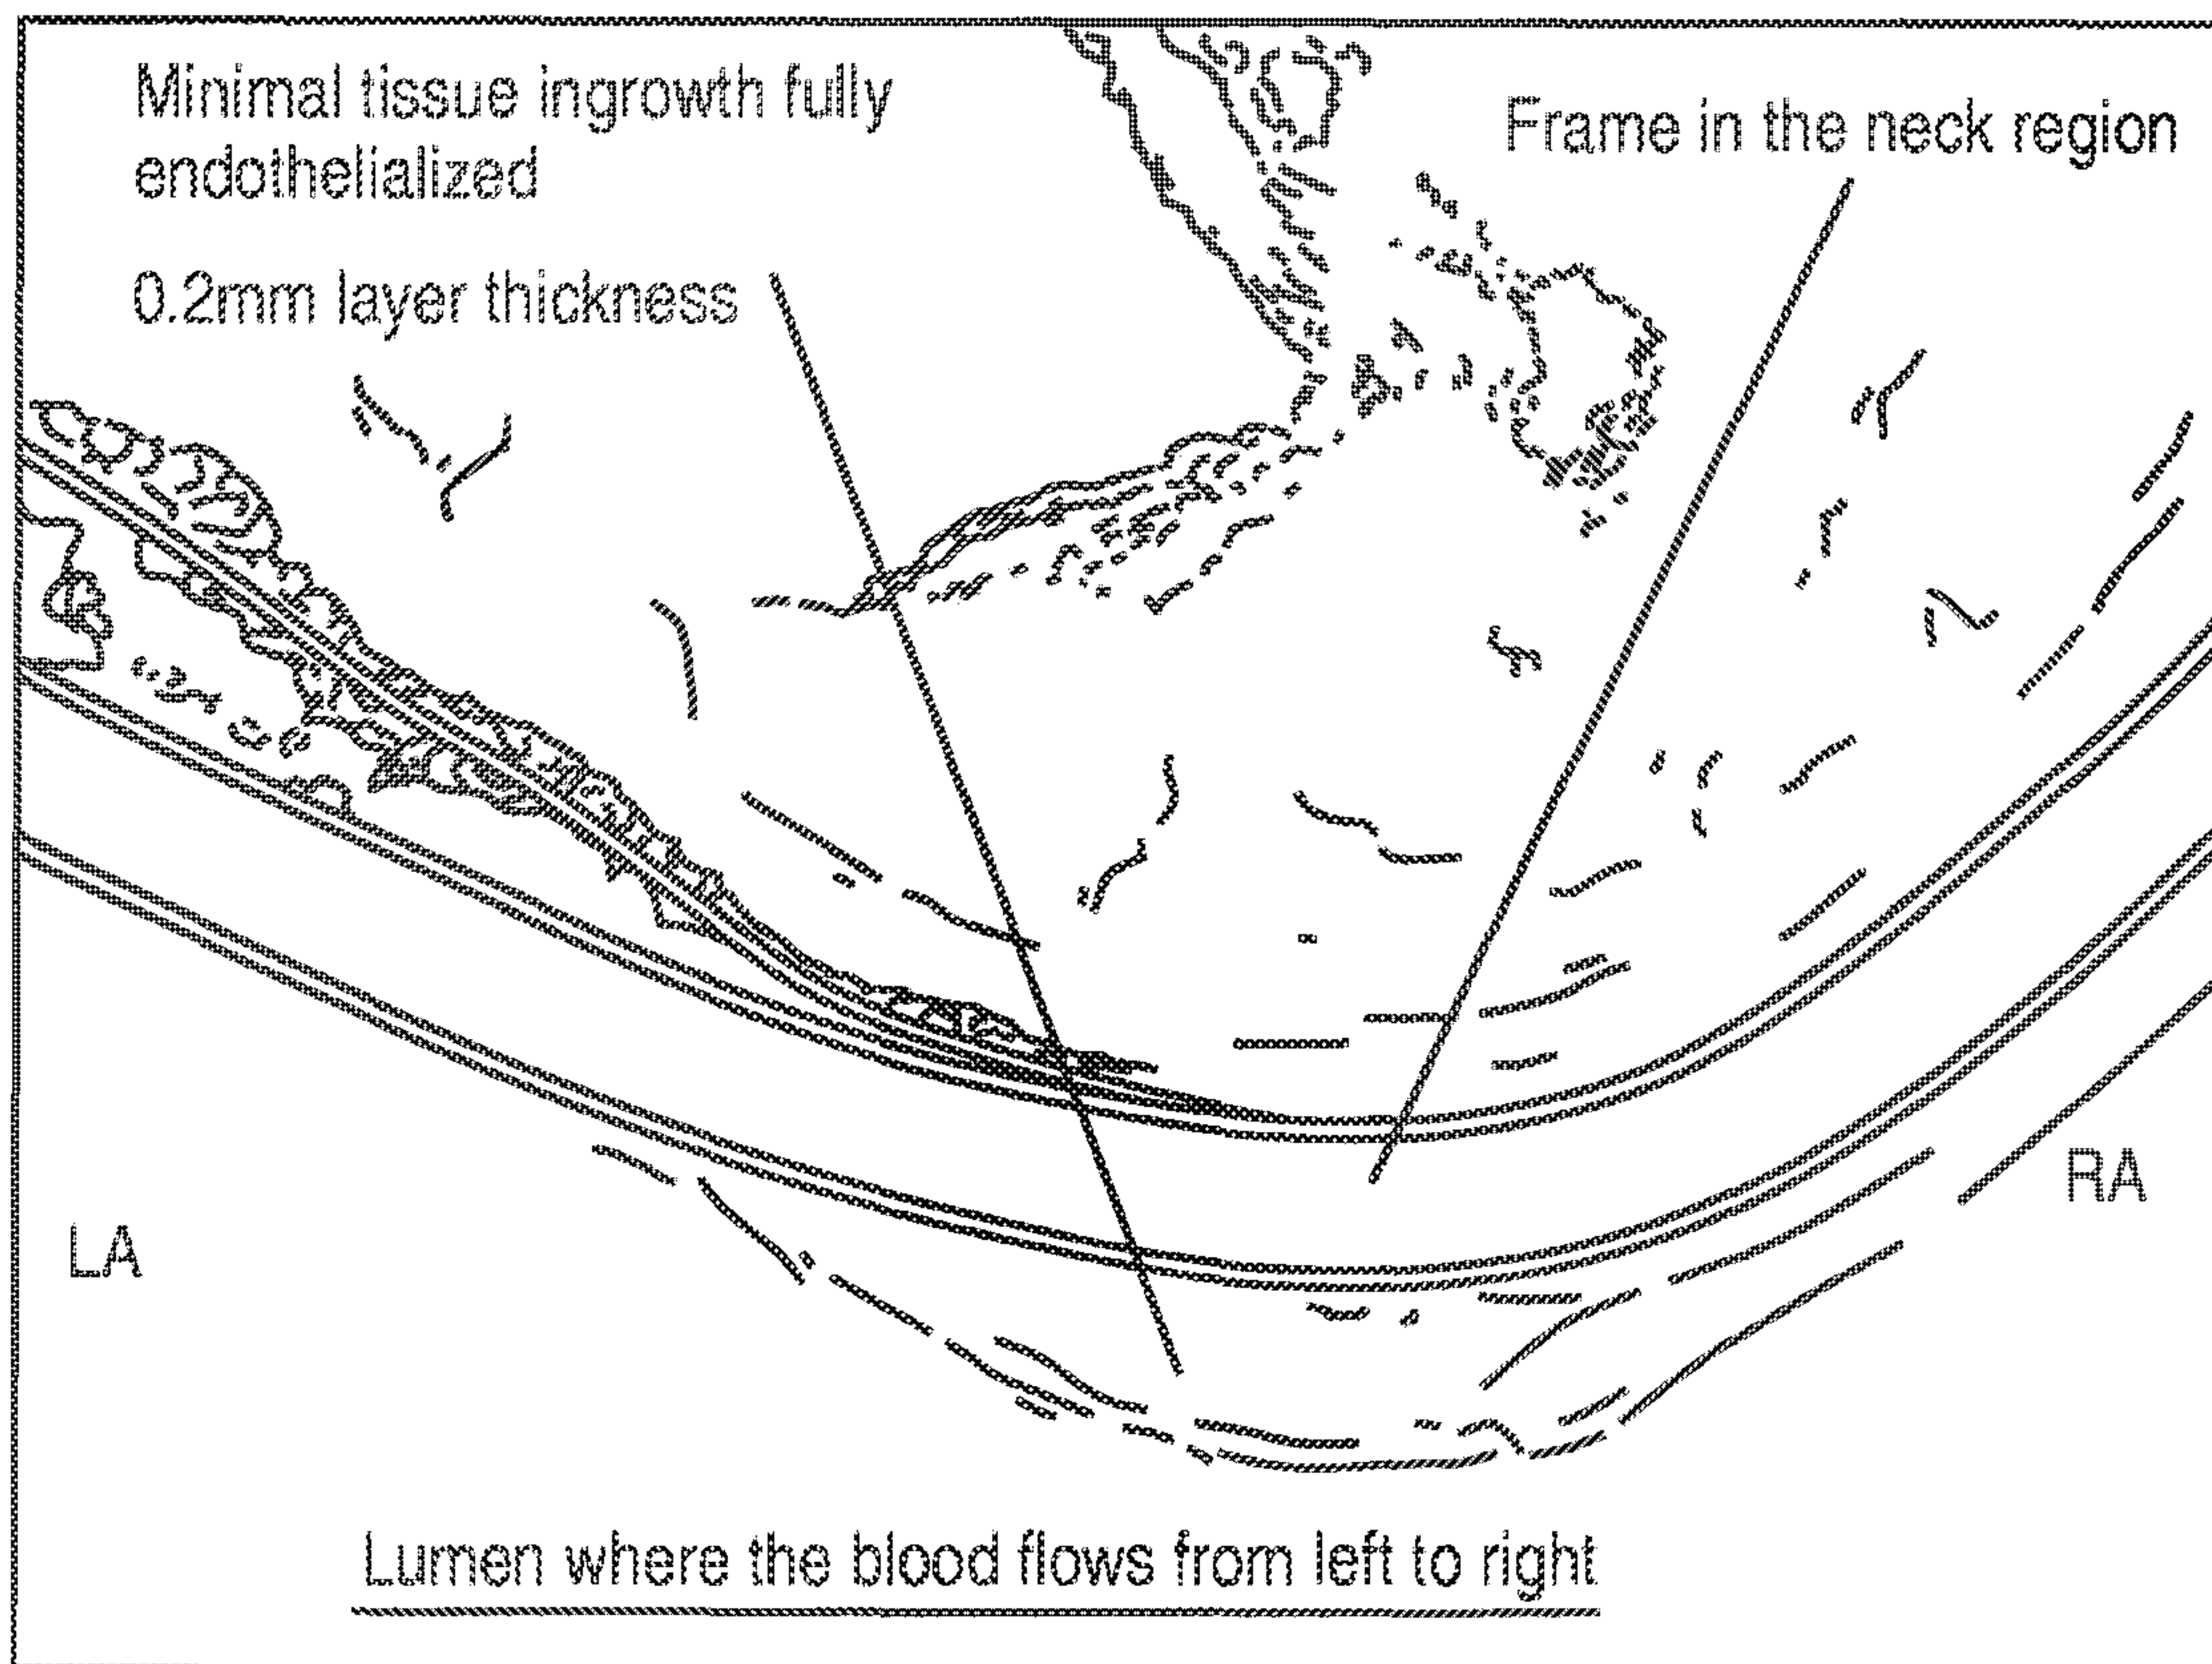 Minimal tissue ingrowth fully
endothelialized
0.2mm layer thickness
Frame in the neck region
LA
RA
Lumen where the blood flows from left to right